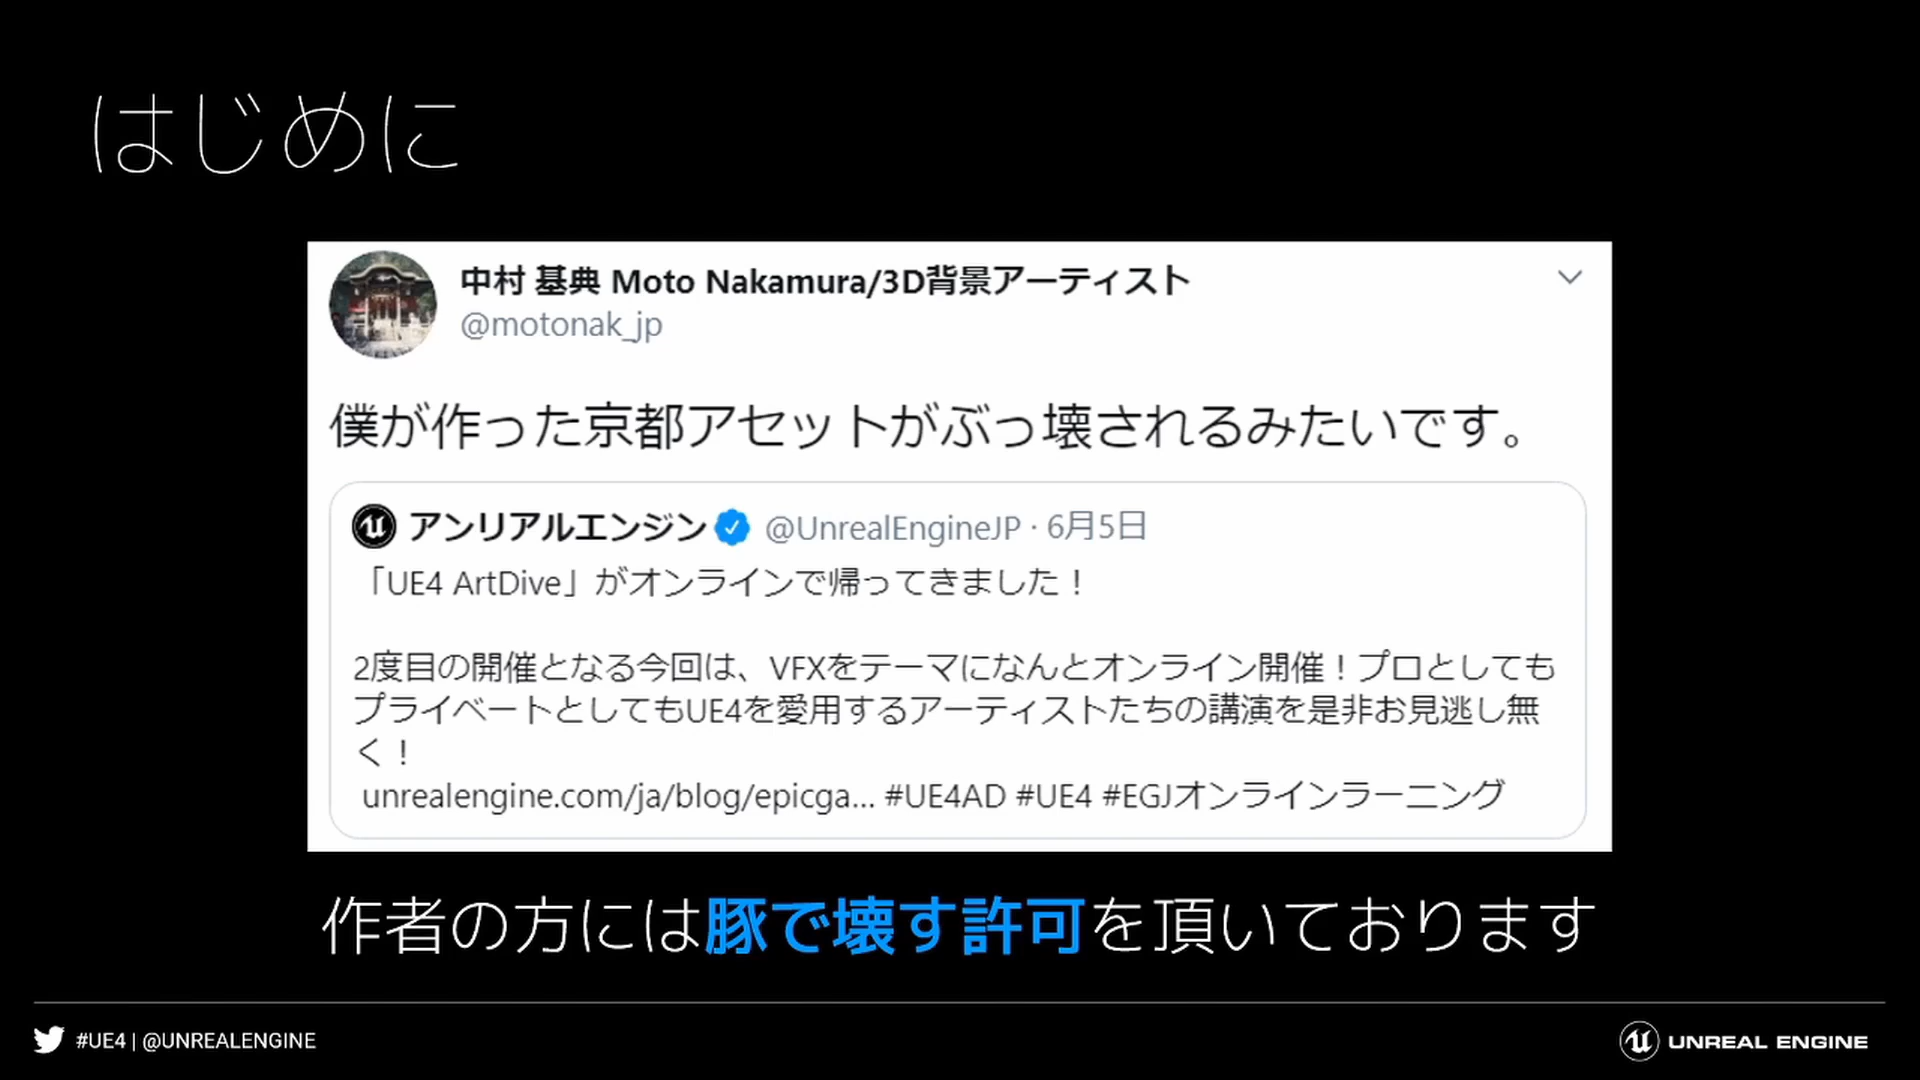 はじめに
中村 基典 Moto Nakamura/3D背景アーティスト
@motonak_jp
僕が作った京都アセットがぶっ壊されるみたいです。
アンリアルエンジン @UnrealEngineJP · 6月5日
「UE4 ArtDive」がオンラインで帰ってきました！
2度目の開催となる今回は、VFXをテーマになんとオンライン開催！プロとしても
プライベートとしてもUE4を愛用するアーティストたちの講演を是非お見逃し無
く！
unrealengine.com/ja/blog/epicga... #UE4AD #UE4 #EGJオンラインラーニング
作者の方には豚で壊す許可を頂いております
#UE4 | @UNREALENGINE
UNREAL ENGINE